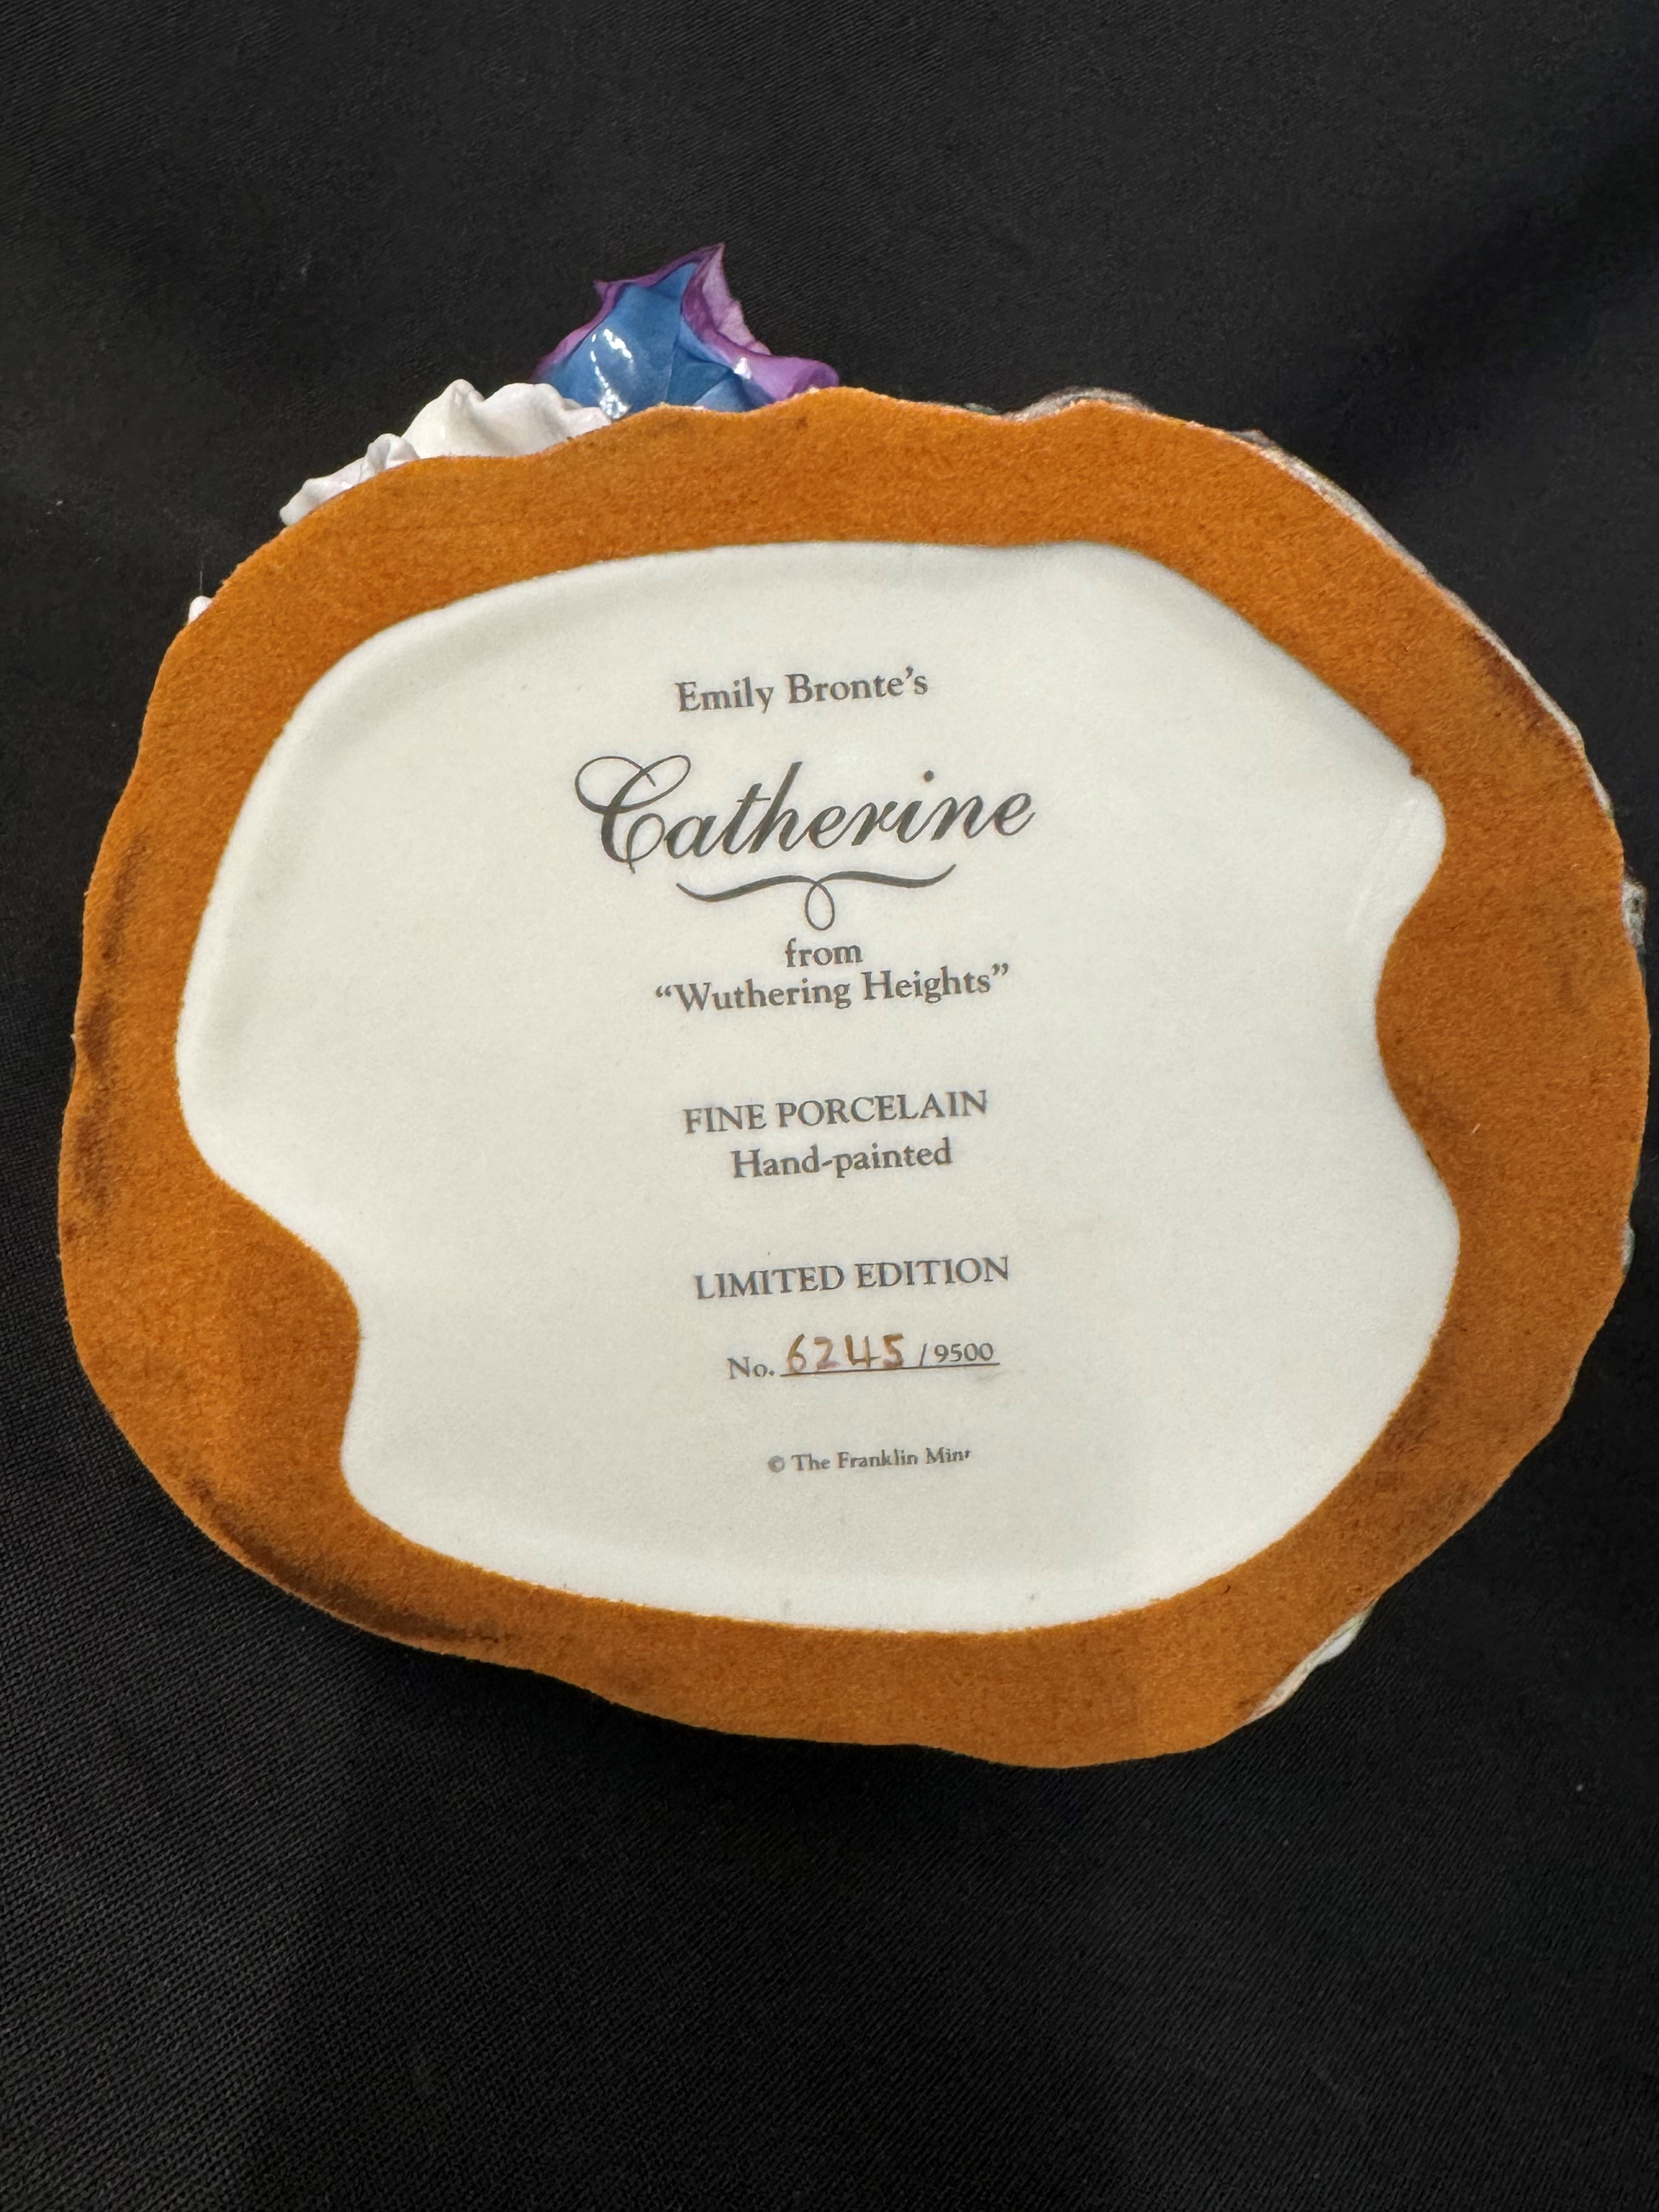 Emily Bronte's
Catherine
from
“Wuthering Heights”
FINE PORCELAIN
Hand-painted
LIMITED EDITION
No. 6245 / 9500
© The Franklin Mint